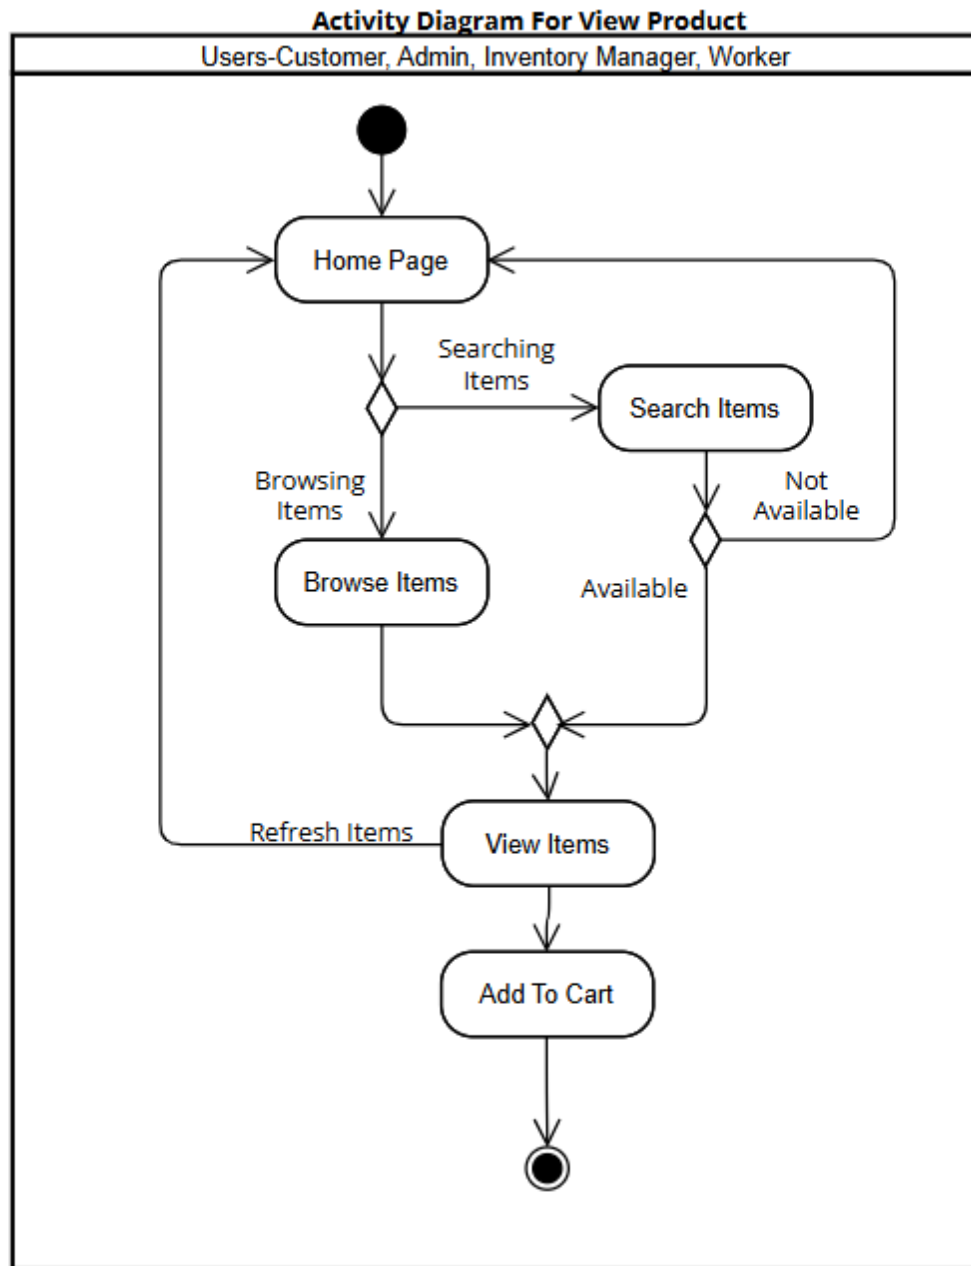 Activity Diagram For View Product
Users-Customer, Admin, Inventory Manager, Worker
Home Page
Searching
Items
Search Items
Browsing
Items
Not
Available
Browse Items
Available
Refresh Items
View Items
Add To Cart